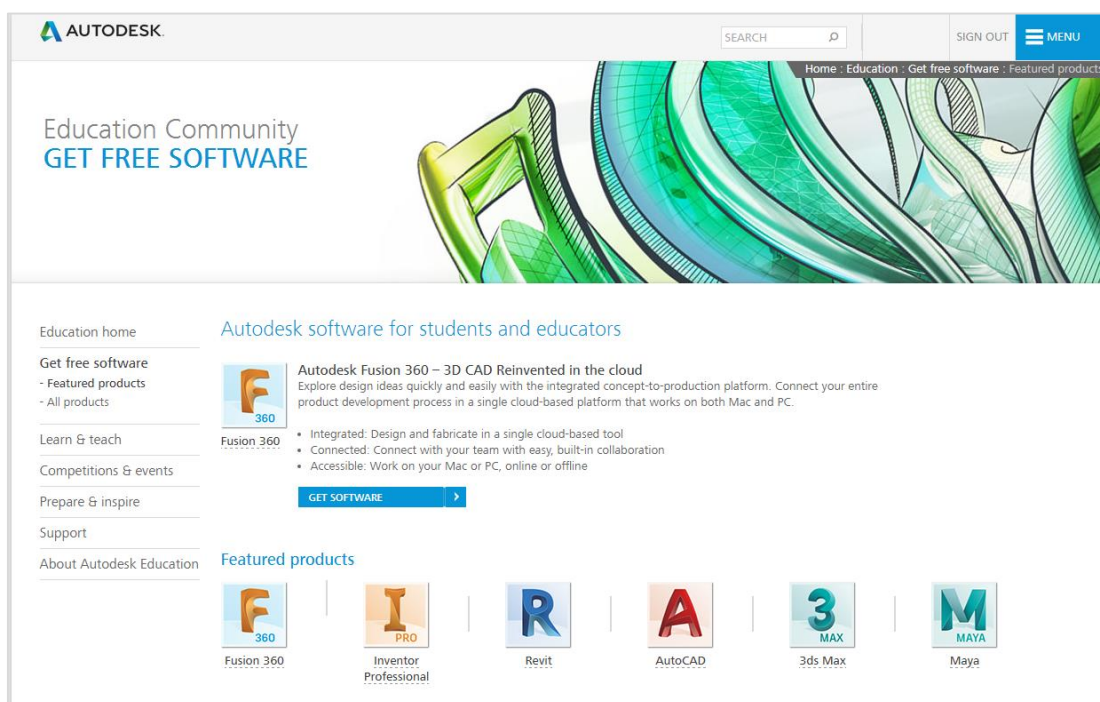 AUTODESK.
SEARCH
SIGN OUT
MENU
Home : Education : Get free software : Featured products
Education Community
GET FREE SOFTWARE
Education home
Get free software
- Featured products
- All products
Learn & teach
Competitions & events
Prepare & inspire
Support
About Autodesk Education
Autodesk software for students and educators
360
Fusion 360
Autodesk Fusion 360 – 3D CAD Reinvented in the cloud
Explore design ideas quickly and easily with the integrated concept-to-production platform. Connect your entire
product development process in a single cloud-based platform that works on both Mac and PC.
• Integrated: Design and fabricate in a single cloud-based tool
• Connected: Connect with your team with easy, built-in collaboration
• Accessible: Work on your Mac or PC, online or offline
GET SOFTWARE
Featured products
F
360
Fusion 360
I
PRO
Inventor
Professional
R
Revit
A
AutoCAD
3
MAX
3ds Max
M
MAYA
Maya